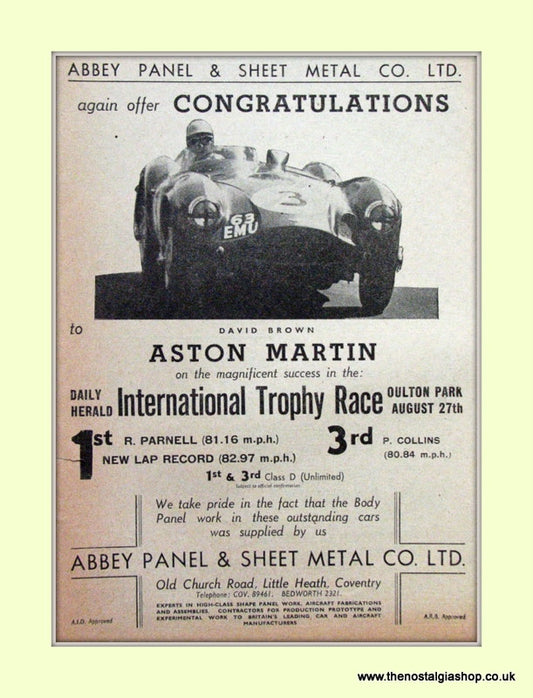 ABBEY PANEL & SHEET METAL CO. LTD.
again offer CONGRATULATIONS
3
63
EMU
to
DAVID BROWN
ASTON MARTIN
on the magnificent success in the:
DAILY HERALD International Trophy Race OULTON PARK AUGUST 27th
1st R. PARNELL (81.16 m.p.h.)
NEW LAP RECORD (82.97 m.p.h.)
3rd P. COLLINS
(80.84 m.p.h.)
1st & 3rd Class D (Unlimited)
Subject to official confirmation
We take pride in the fact that the Body
Panel work in these outstanding cars
was supplied by us
ABBEY PANEL & SHEET METAL CO. LTD.
Old Church Road, Little Heath, Coventry
Telephone: COV. 89461. BEDWORTH 2321.
EXPERTS IN HIGH-CLASS SHAPE PANEL WORK, AIRCRAFT FABRICATIONS
AND ASSEMBLIES. CONTRACTORS FOR PRODUCTION PROTOTYPE AND
EXPERIMENTAL WORK TO BRITAIN'S LEADING CAR AND AIRCRAFT
MANUFACTURERS
A.I.D. Approved
A.R.B. Approved
www.thenostalgiashop.co.uk